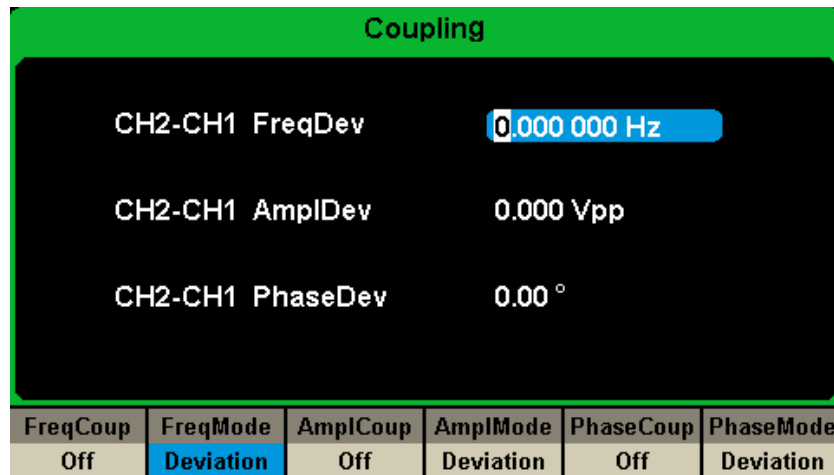 Coupling
CH2-CH1 FreqDev 0.000 000 Hz
CH2-CH1 AmplDev 0.000 Vpp
CH2-CH1 PhaseDev 0.00 °
FreqCoup FreqMode AmplCoup AmplMode PhaseCoup PhaseMode
Off Deviation Off Deviation Off Deviation